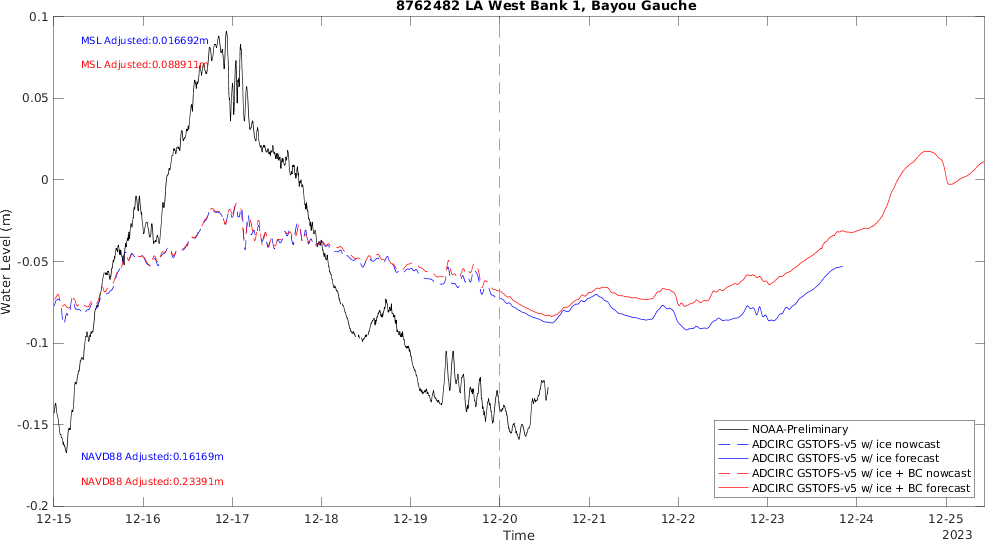 8762482 LA West Bank 1, Bayou Gauche
MSL Adjusted:0.016692m
MSL Adjusted:0.088911m
NAVD88 Adjusted:0.16169m
NAVD88 Adjusted:0.23391m
Water Level (m)
0.1
0.05
0
-0.05
-0.1
-0.15
-0.2
NOAA-Preliminary
ADCIRC GSTOFS-v5 w/ ice nowcast
ADCIRC GSTOFS-v5 w/ ice forecast
ADCIRC GSTOFS-v5 w/ ice + BC nowcast
ADCIRC GSTOFS-v5 w/ ice + BC forecast
12-15 12-16 12-17 12-18 12-19 12-20 12-21 12-22 12-23 12-24 12-25
Time
2023